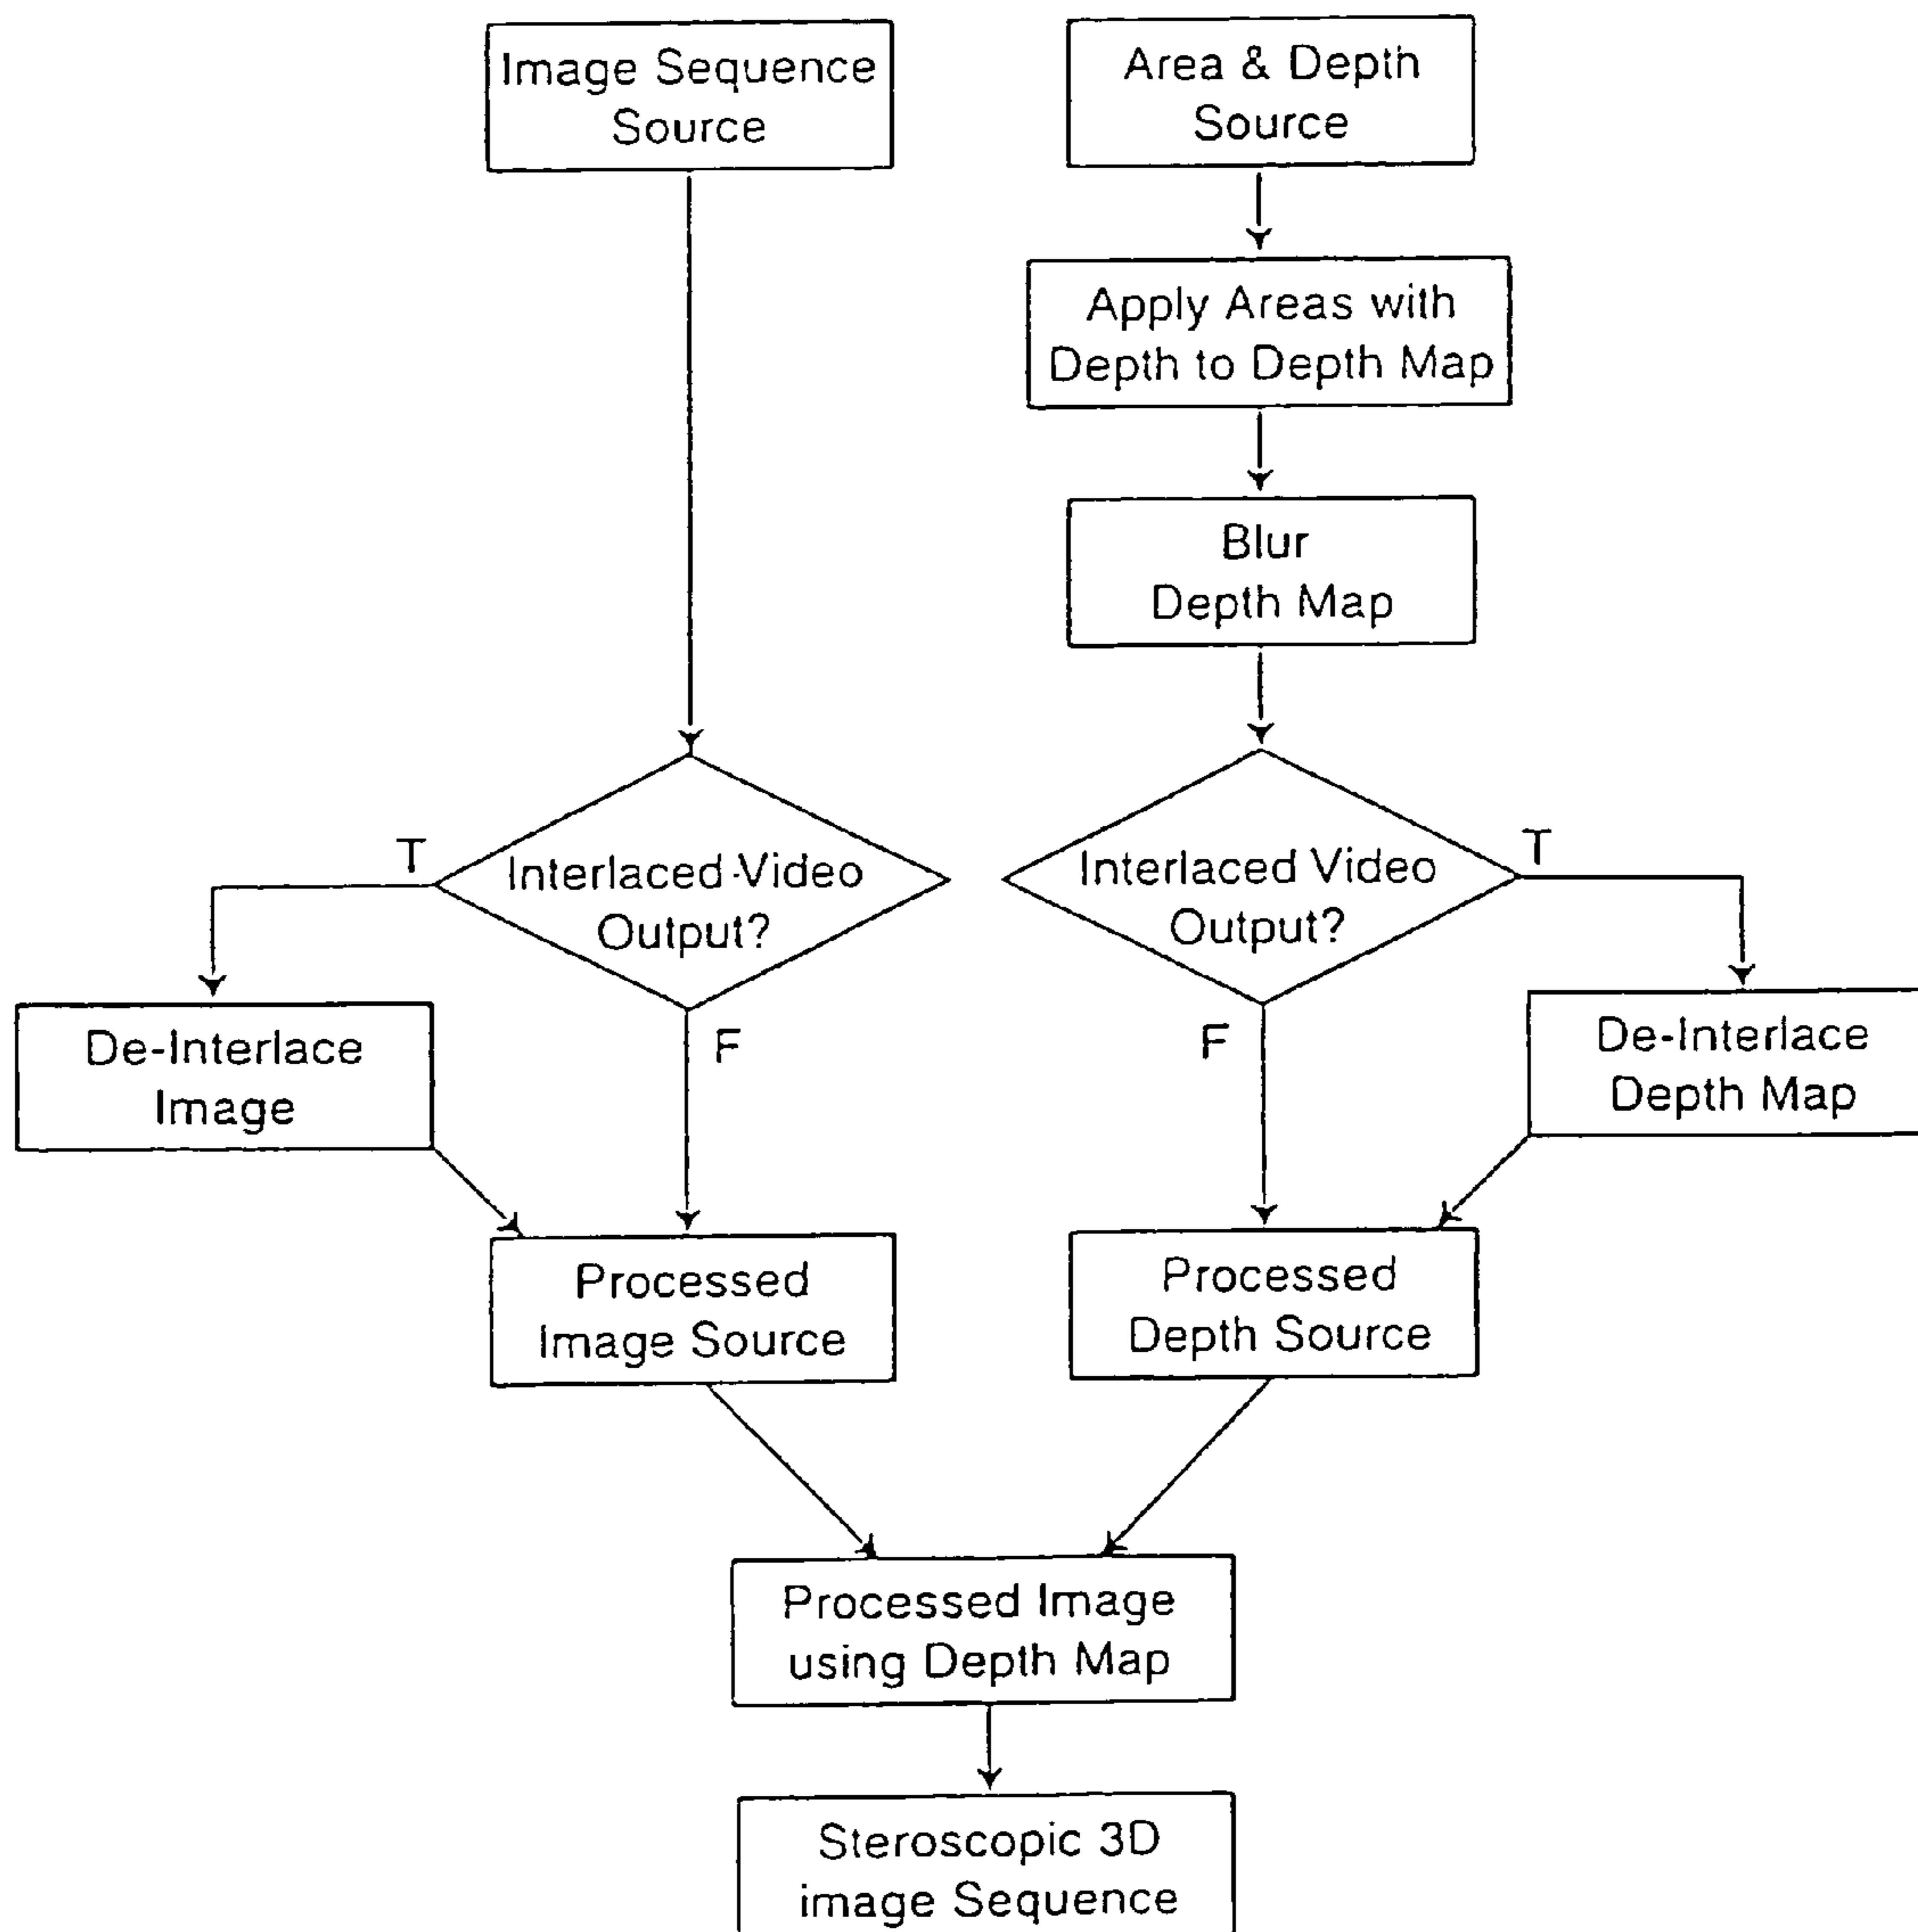 Image Sequence
Source
Area & Depth
Source
Apply Areas with
Depth to Depth Map
Blur
Depth Map
T
Interlaced Video
Output?
F
Interlaced Video
Output?
T
F
De-Interlace
Image
De-Interlace
Depth Map
Processed
Image Source
Processed
Depth Source
Processed Image
using Depth Map
Steroscopic 3D
image Sequence